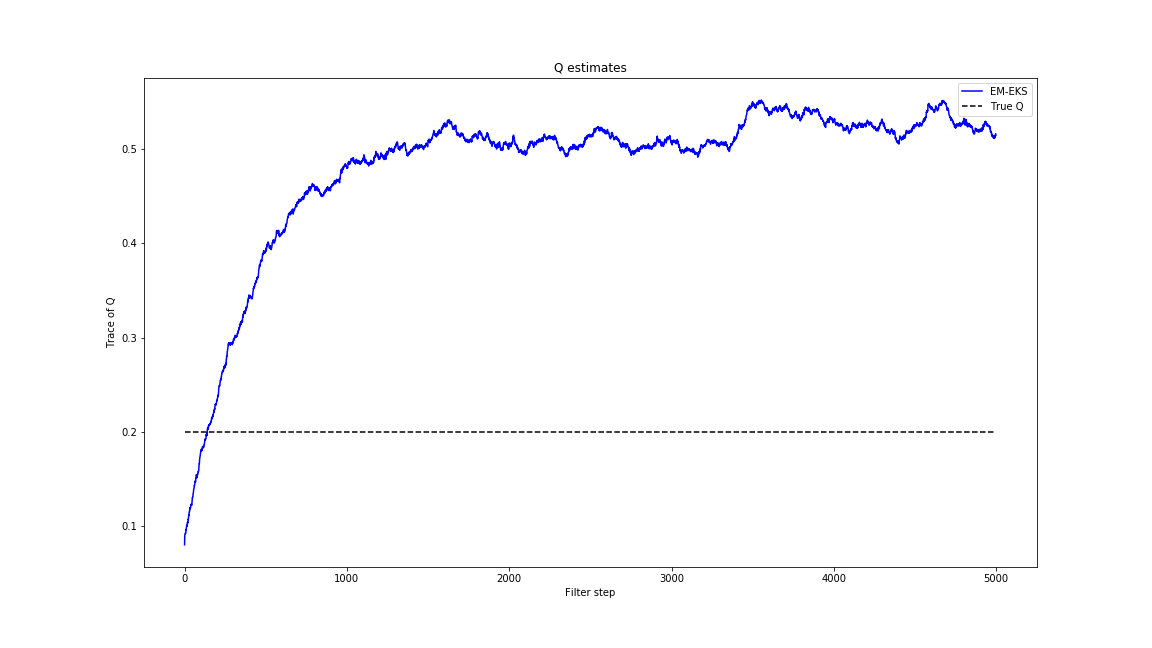 Q estimates
EM-EKS
True Q
Trace of Q
0.5
0.4
0.3
0.2
0.1
0 1000 2000 3000 4000 5000
Filter step